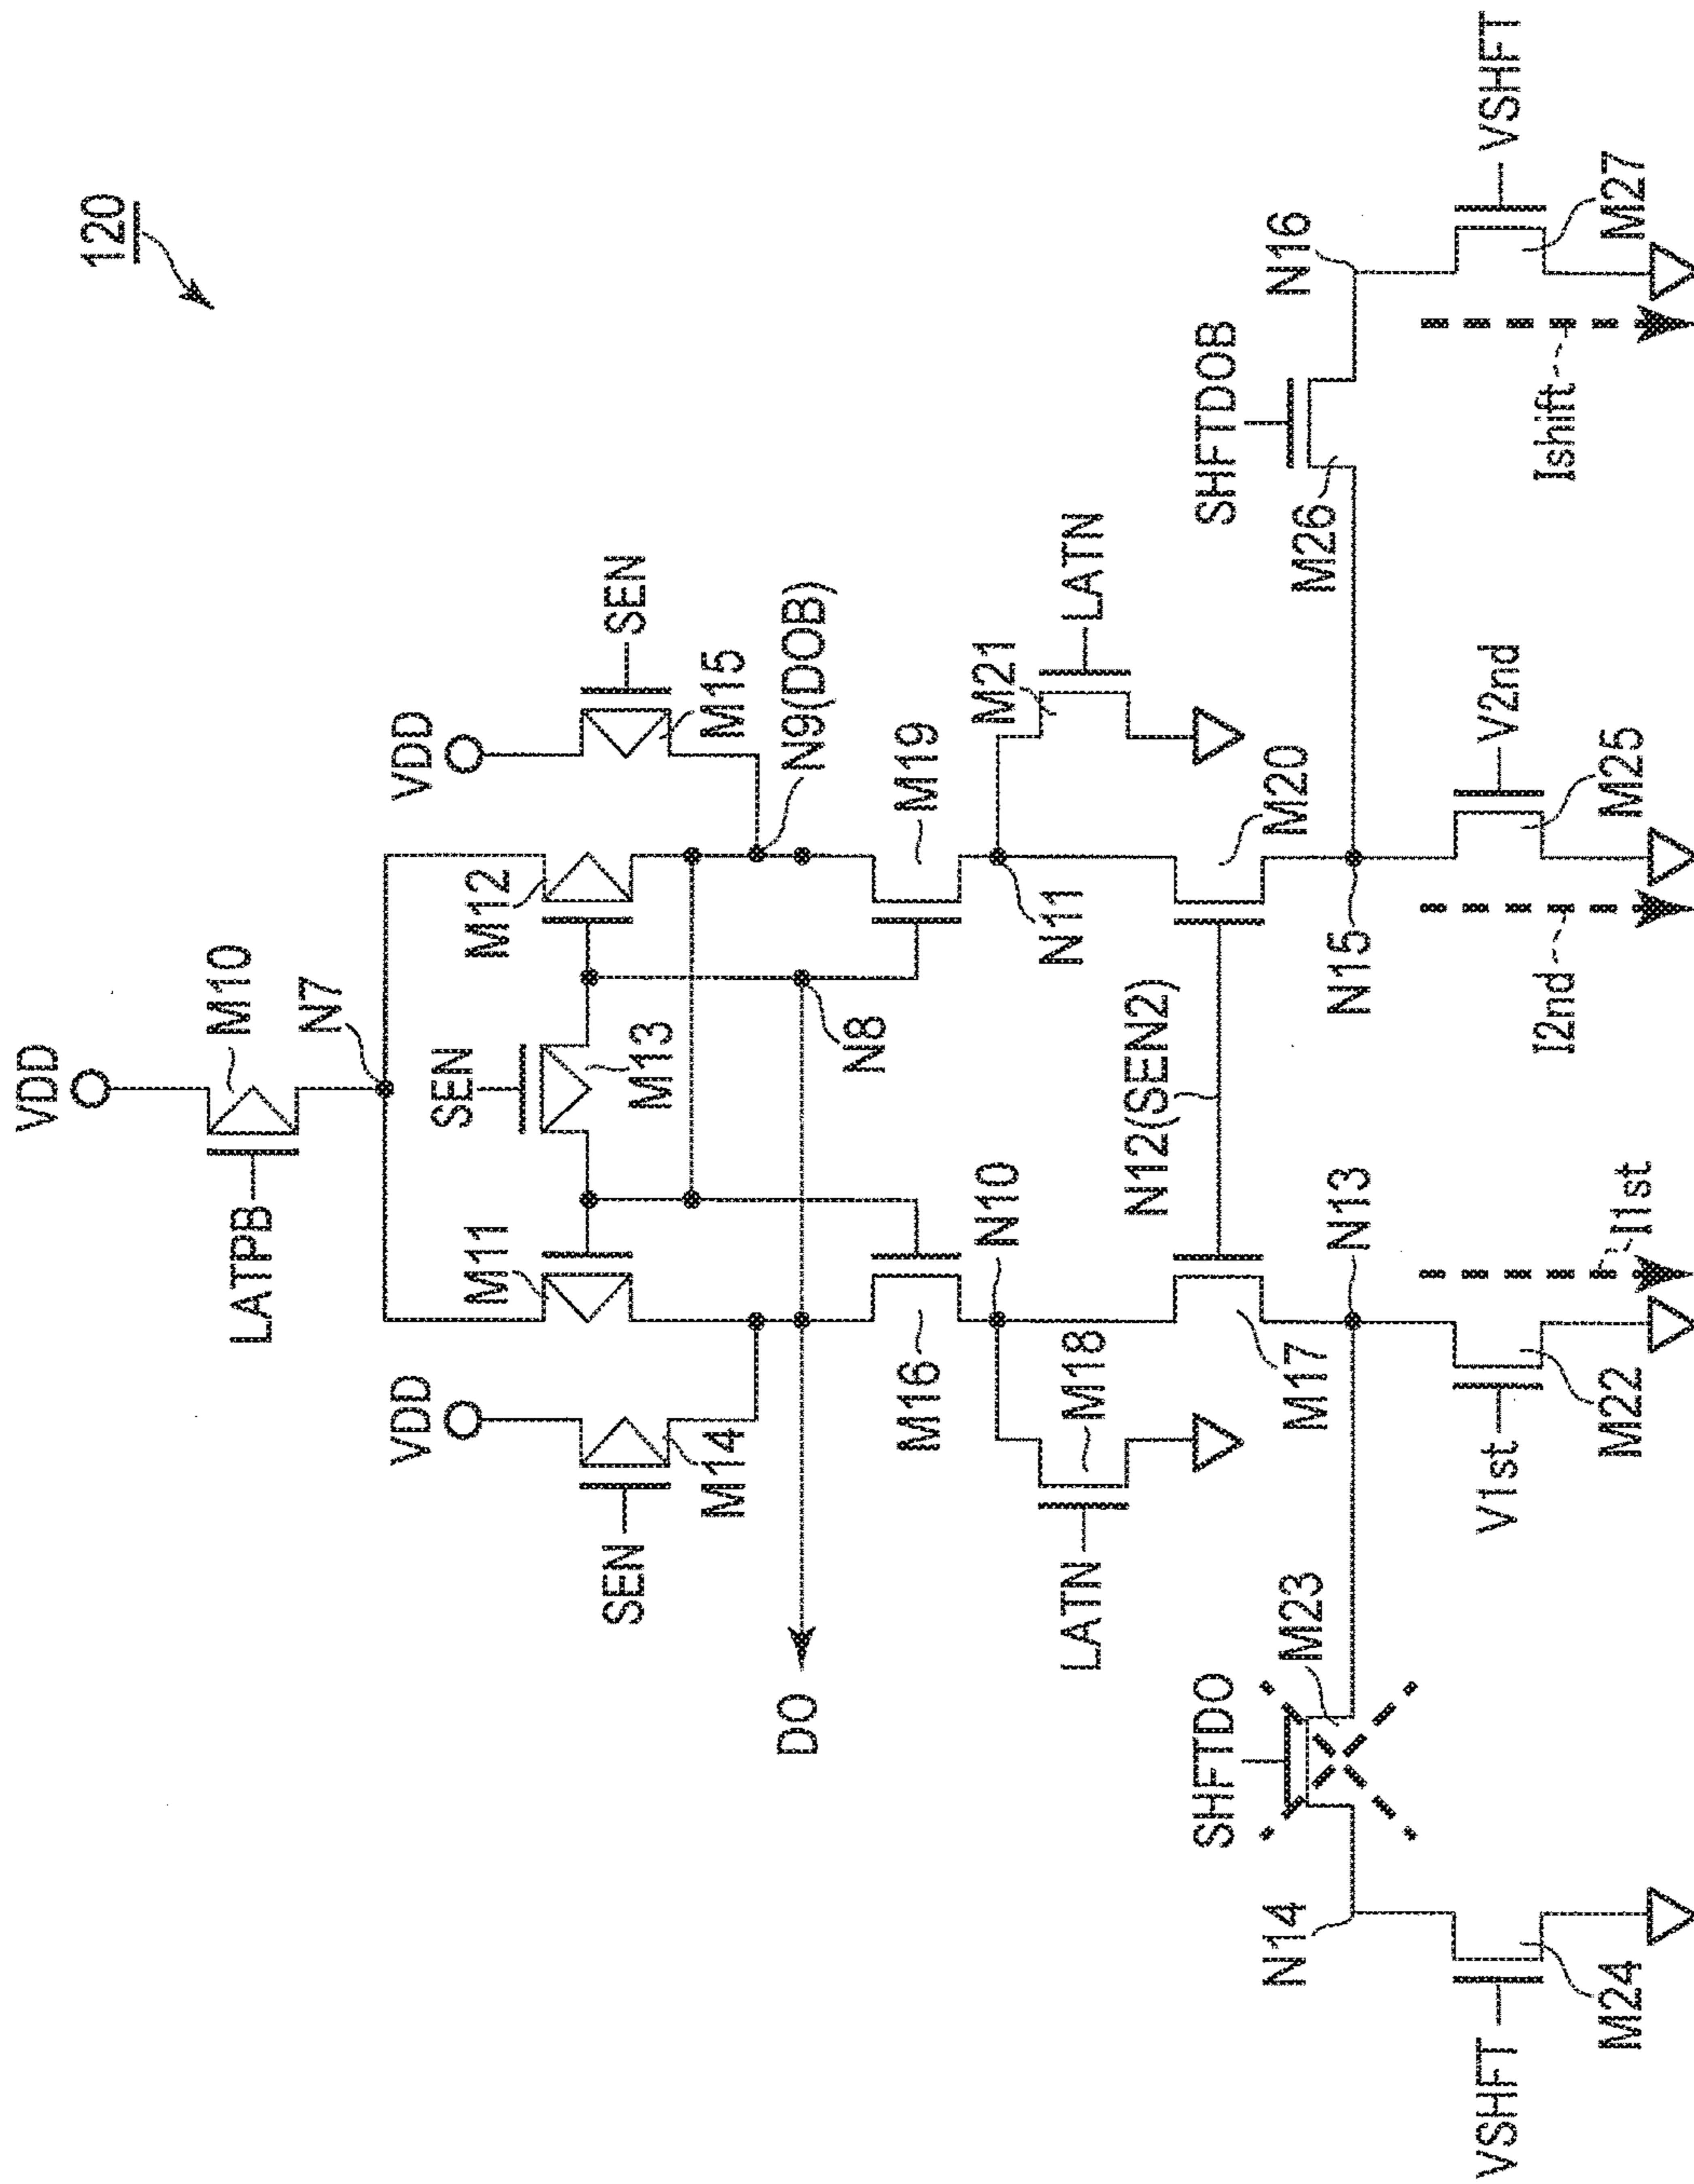 120
VDD
M10
LATPB
N7
VDD
VDD
SEN
M14
M11
SEN
M13
M12
SEN
M15
N8
N9(DOB)
DO
M16
M19
N10
N11
LATN
M18
M21
LATN
M17
N12(SEN2)
M20
SHFTDO
M23
SHFTDOB
M26
N14
N13
N15
N16
VSHFT
M24
V1st
M22
I1st
I2nd
V2nd
M25
Ishift
VSHFT
M27